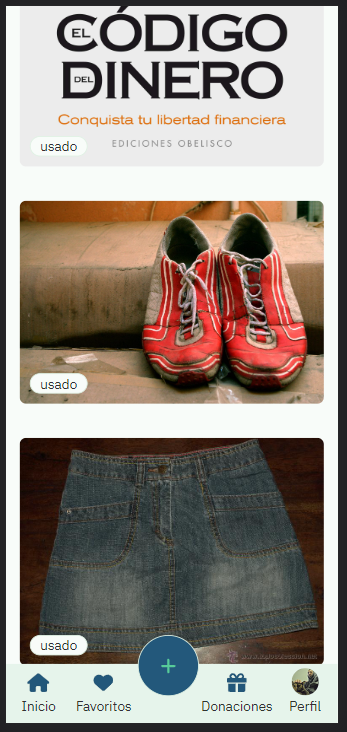 EL CÓDIGO
DEL DINERO
Conquista tu libertad financiera
EDICIONES OBELISCO
usado
usado
usado
Inicio
Favoritos
+
Donaciones
Perfil